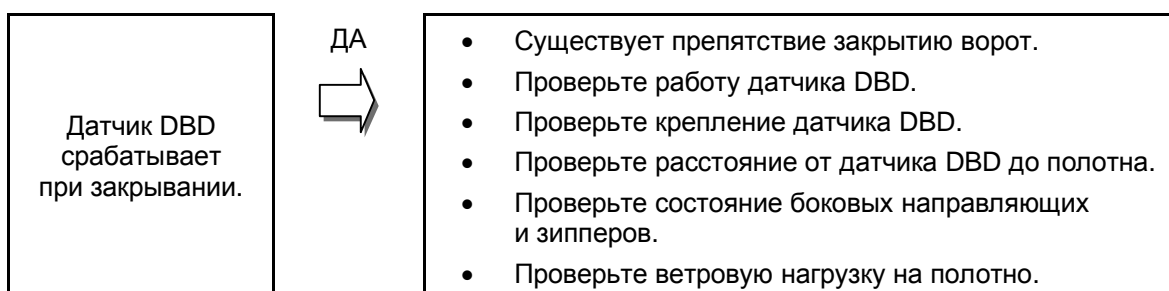 Датчик DBD
срабатывает
при закрывании.
ДА
• Существует препятствие закрытию ворот.
• Проверьте работу датчика DBD.
• Проверьте крепление датчика DBD.
• Проверьте расстояние от датчика DBD до полотна.
• Проверьте состояние боковых направляющих
и зипперов.
• Проверьте ветровую нагрузку на полотно.